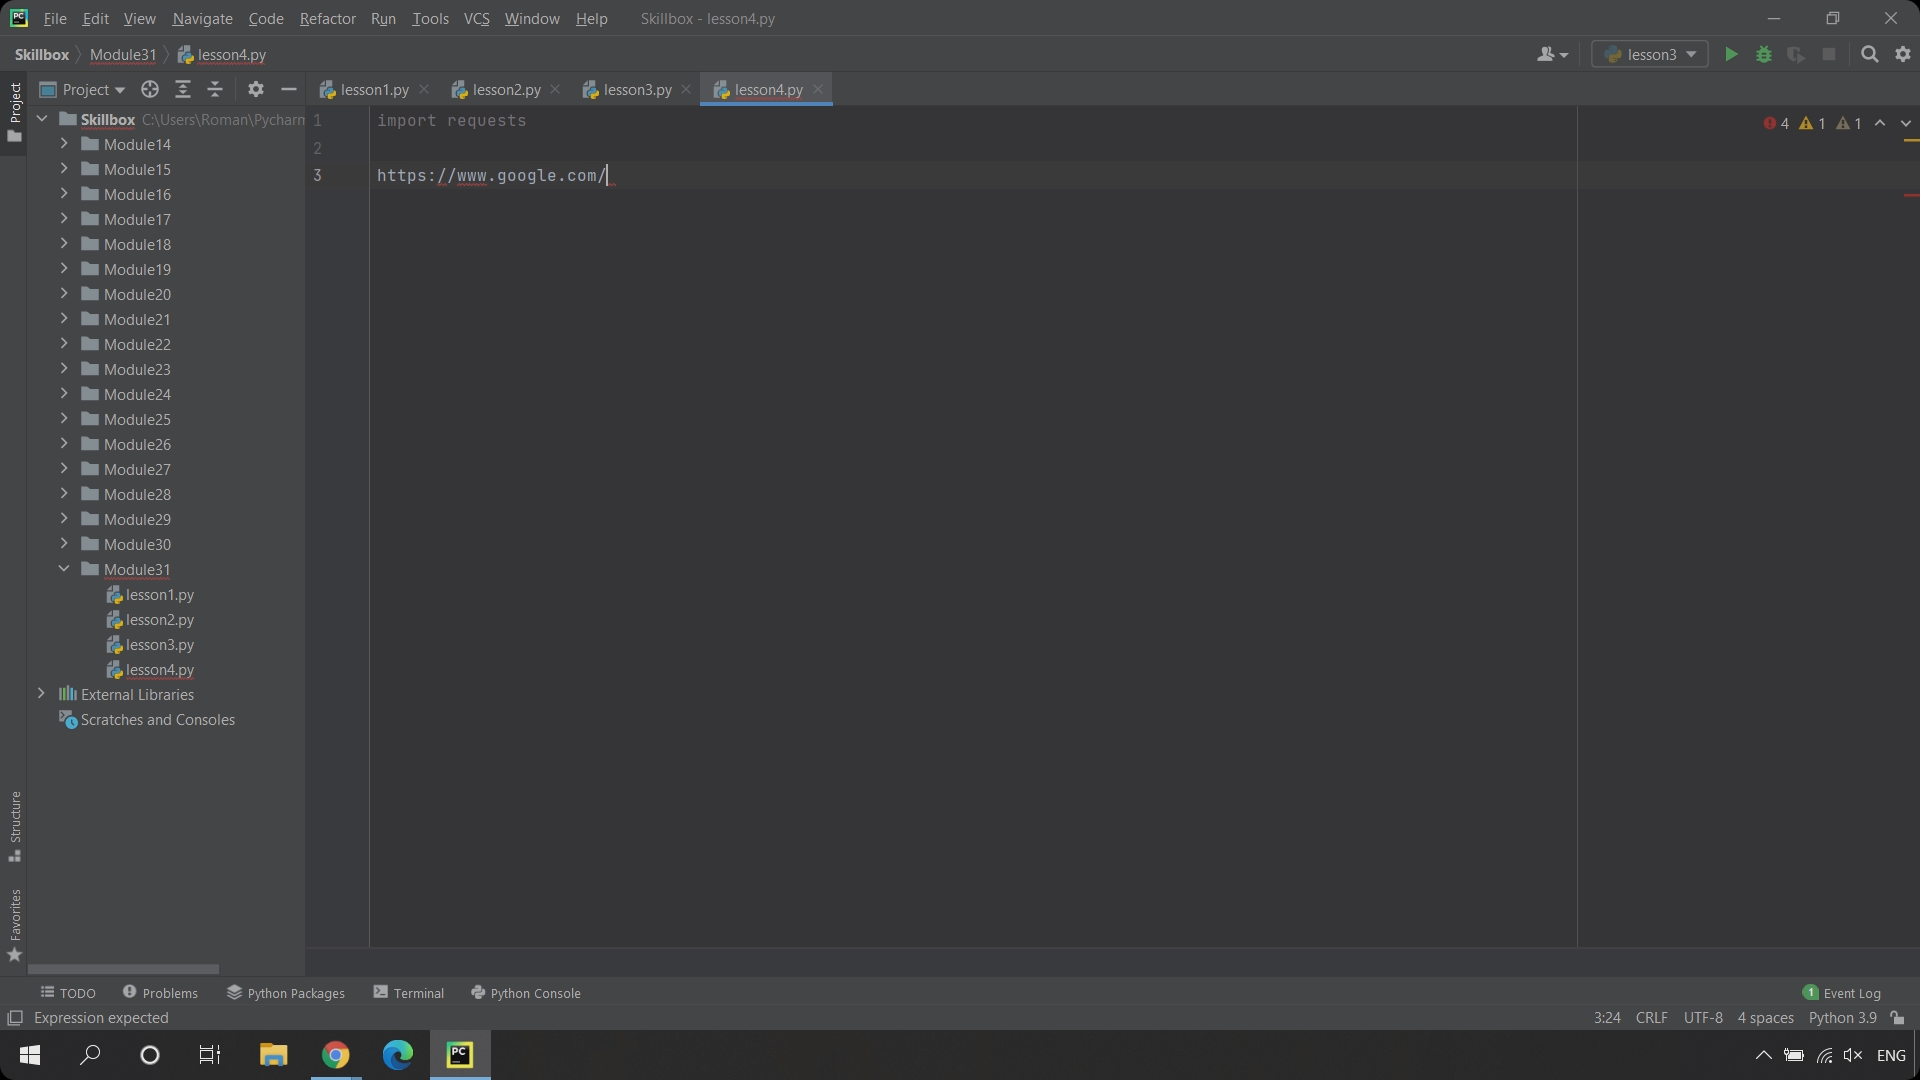 File Edit View Navigate Code Refactor Run Tools VCS Window Help Skillbox - lesson4.py
Skillbox Module31 lesson4.py lesson3
Project lesson1.py lesson2.py lesson3.py lesson4.py
Project
Skillbox C:\Users\Roman\Pycharm
Module14
Module15
Module16
Module17
Module18
Module19
Module20
Module21
Module22
Module23
Module24
Module25
Module26
Module27
Module28
Module29
Module30
Module31
lesson1.py
lesson2.py
lesson3.py
lesson4.py
External Libraries
Scratches and Consoles
Structure
Favorites
1 import requests
2
3 https://www.google.com/
4 1 1
TODO Problems Python Packages Terminal Python Console 1 Event Log
Expression expected 3:24 CRLF UTF-8 4 spaces Python 3.9
PC ENG